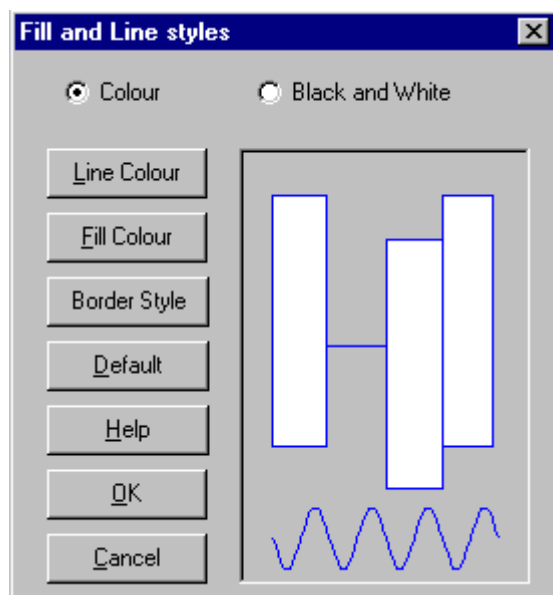 Fill and Line styles
Colour
Black and White
Line Colour
Fill Colour
Border Style
Default
Help
OK
Cancel